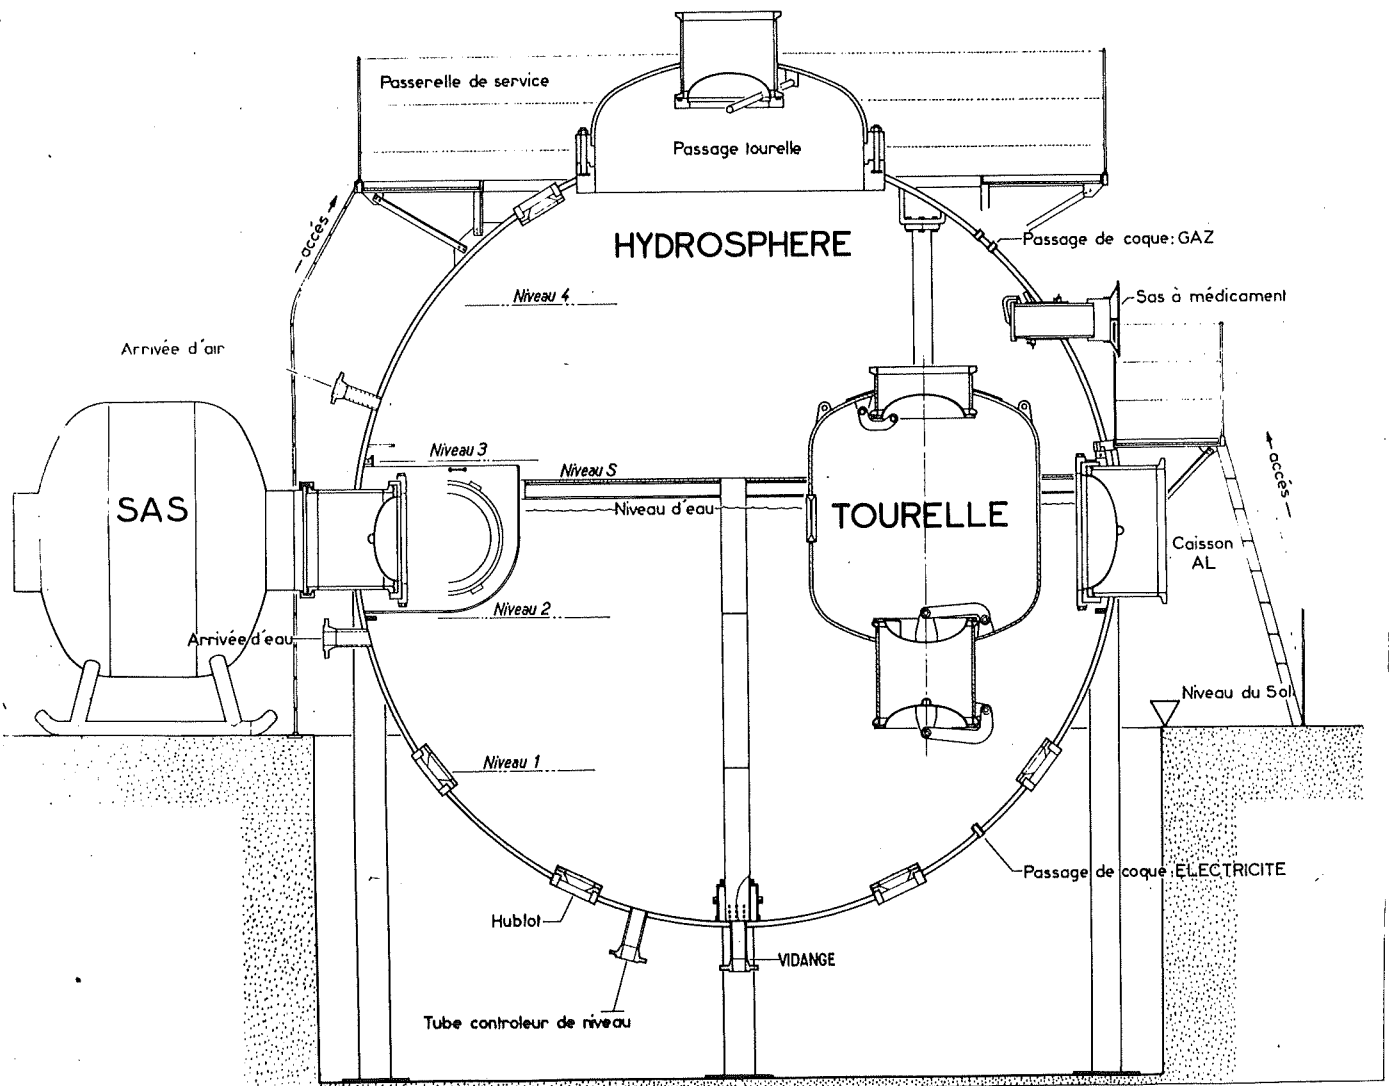 Passerelle de service
Passage tourelle
accés
HYDROSPHERE
Passage de coque: GAZ
Niveau 4
Sas à médicament
Arrivée d'air
Niveau 3
Niveau S
SAS
Niveau d'eau
TOURELLE
accés
Caisson
AL
Niveau 2
Arrivée d'eau
Niveau du Sol
Niveau 1
Passage de coque: ELECTRICITE
Hublot
VIDANGE
Tube controleur de niveau